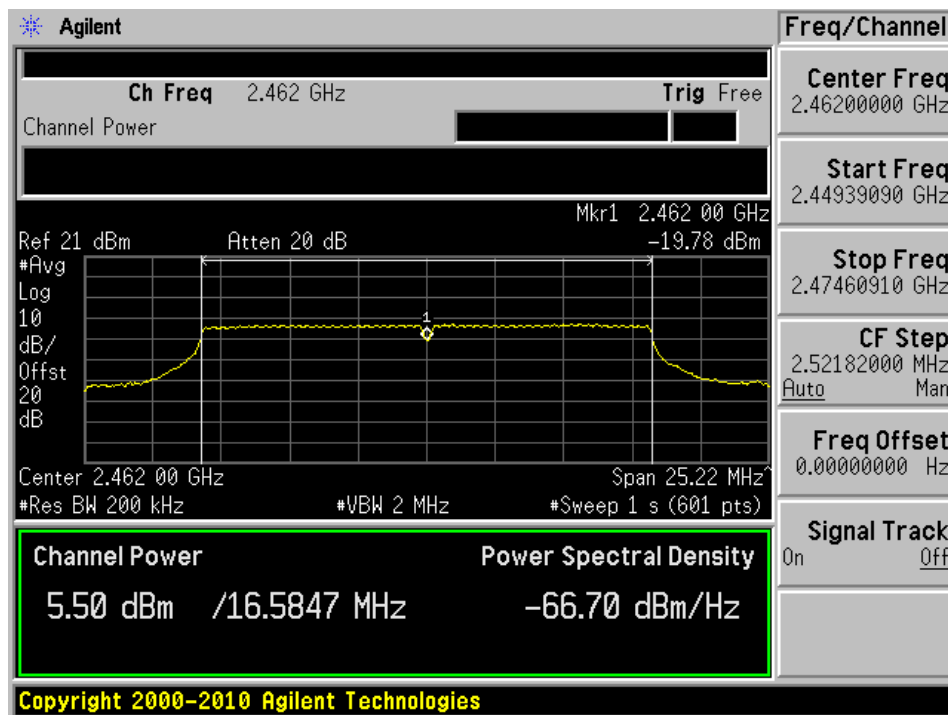 Agilent
Freq/Channel
Ch Freq 2.462 GHz Trig Free
Channel Power
Mkr1 2.462 00 GHz
Ref 21 dBm Atten 20 dB -19.78 dBm
#Avg
Log
10
dB/
Offst
20
dB
1
Center 2.462 00 GHz Span 25.22 MHz^
#Res BW 200 kHz #VBW 2 MHz #Sweep 1 s (601 pts)
Channel Power Power Spectral Density
5.50 dBm /16.5847 MHz -66.70 dBm/Hz
Center Freq
2.46200000 GHz
Start Freq
2.44939090 GHz
Stop Freq
2.47460910 GHz
CF Step
2.52182000 MHz
Auto Man
Freq Offset
0.00000000 Hz
Signal Track
On Off
Copyright 2000-2010 Agilent Technologies